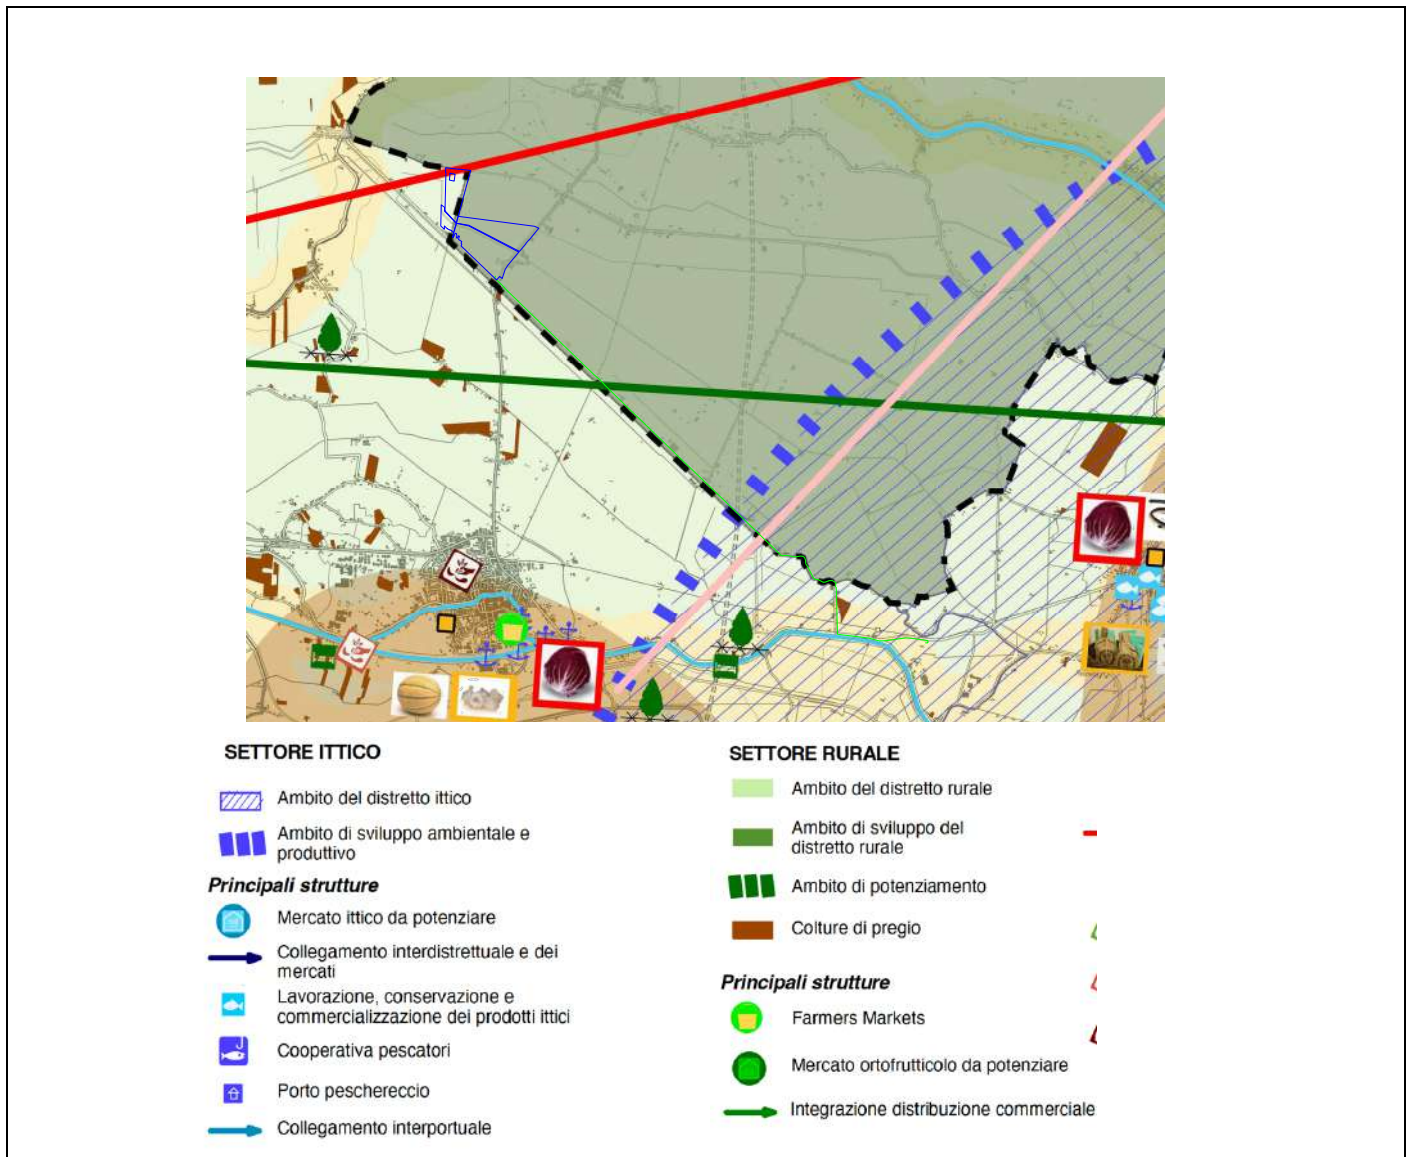 SETTORE ITTICO
Ambito del distretto ittico
Ambito di sviluppo ambientale e
produttivo
Principali strutture
Mercato ittico da potenziare
Collegamento interdistrettuale e dei
mercati
Lavorazione, conservazione e
commercializzazione dei prodotti ittici
Cooperativa pescatori
Porto peschereccio
Collegamento interportuale
SETTORE RURALE
Ambito del distretto rurale
Ambito di sviluppo del
distretto rurale
Ambito di potenziamento
Colture di pregio
Principali strutture
Farmers Markets
Mercato ortofrutticolo da potenziare
Integrazione distribuzione commerciale